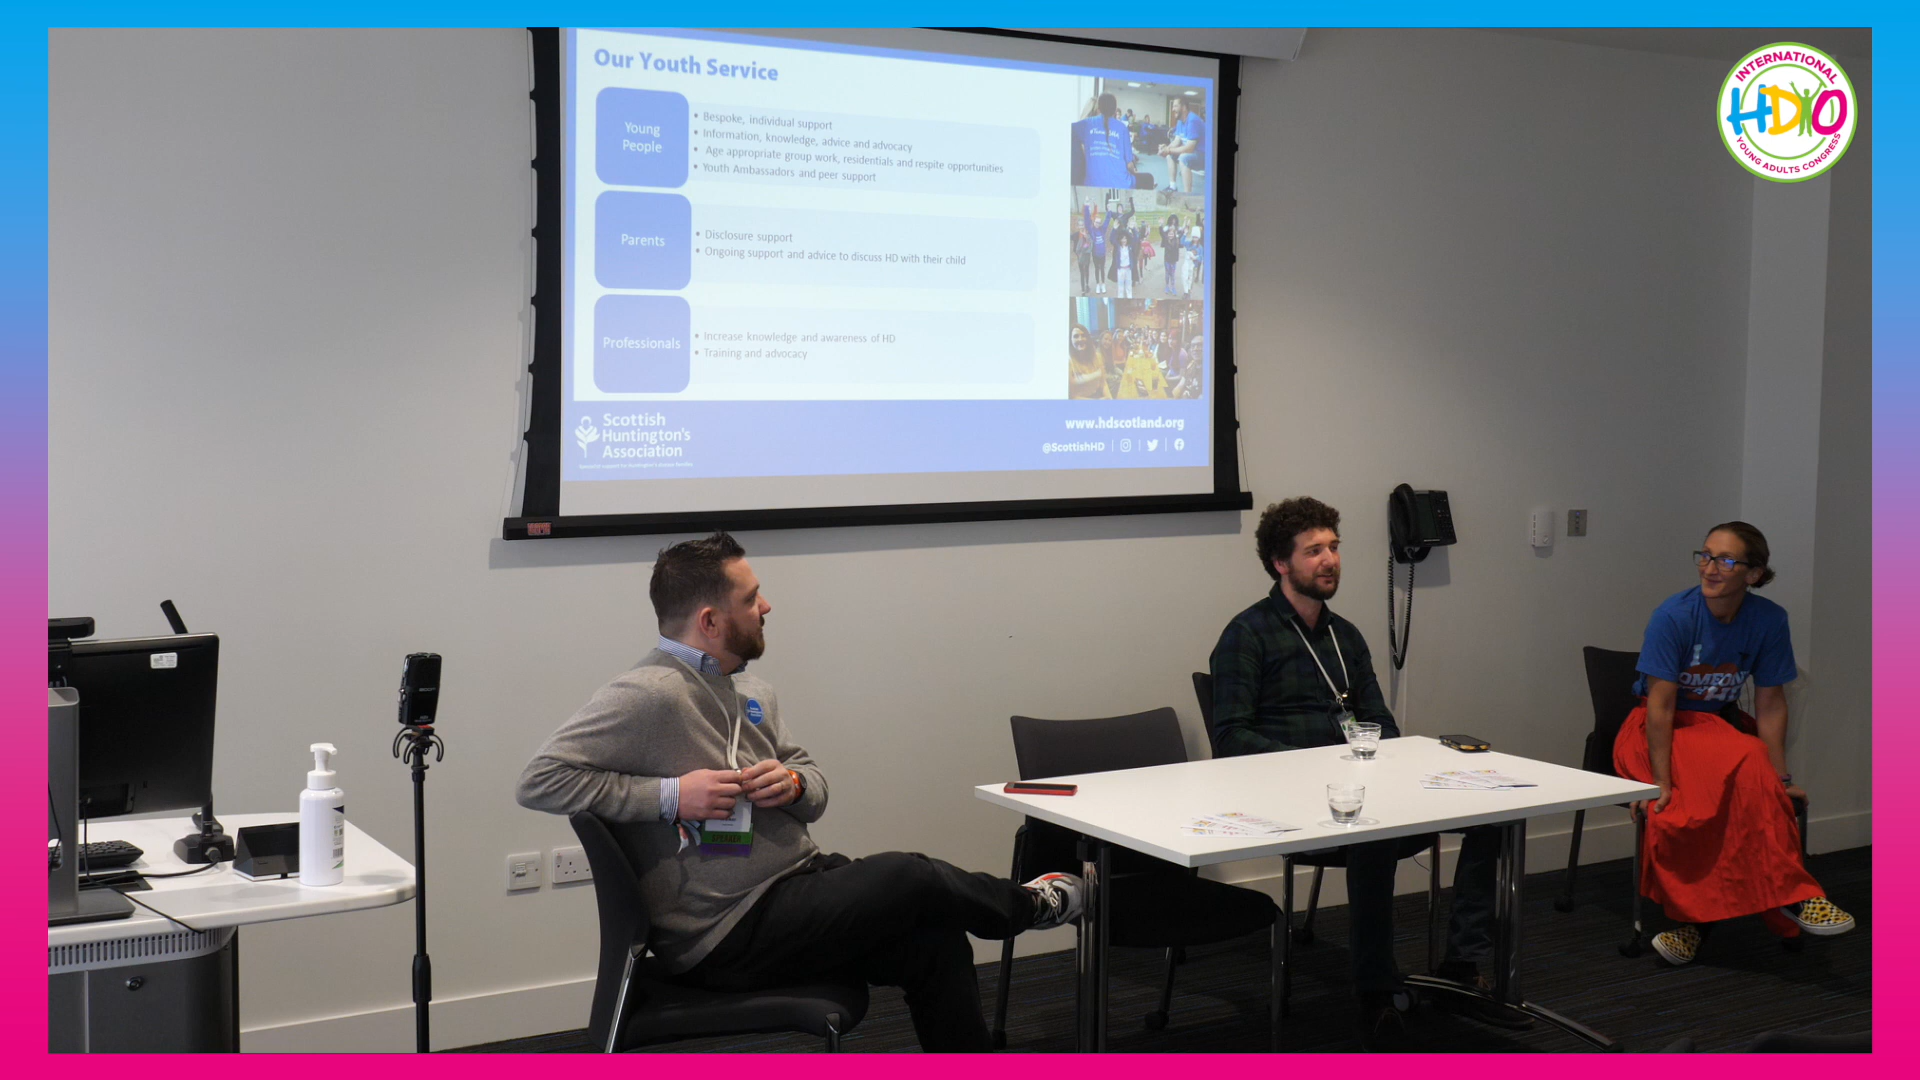 Our Youth Service
Young
People
• Bespoke, individual support
• Information, knowledge, advice and advocacy
• Age appropriate group work, residentials and respite opportunities
• Youth Ambassadors and peer support
Parents
• Disclosure support
• Ongoing support and advice to discuss HD with their child
Professionals
• Increase knowledge and awareness of HD
• Training and advocacy
Scottish
Huntington's
Association
www.hdscotland.org
@ScottishHD
INTERNATIONAL
HDYO
YOUNG ADULTS CONGRESS
SPEAKER
I
SOMEONE